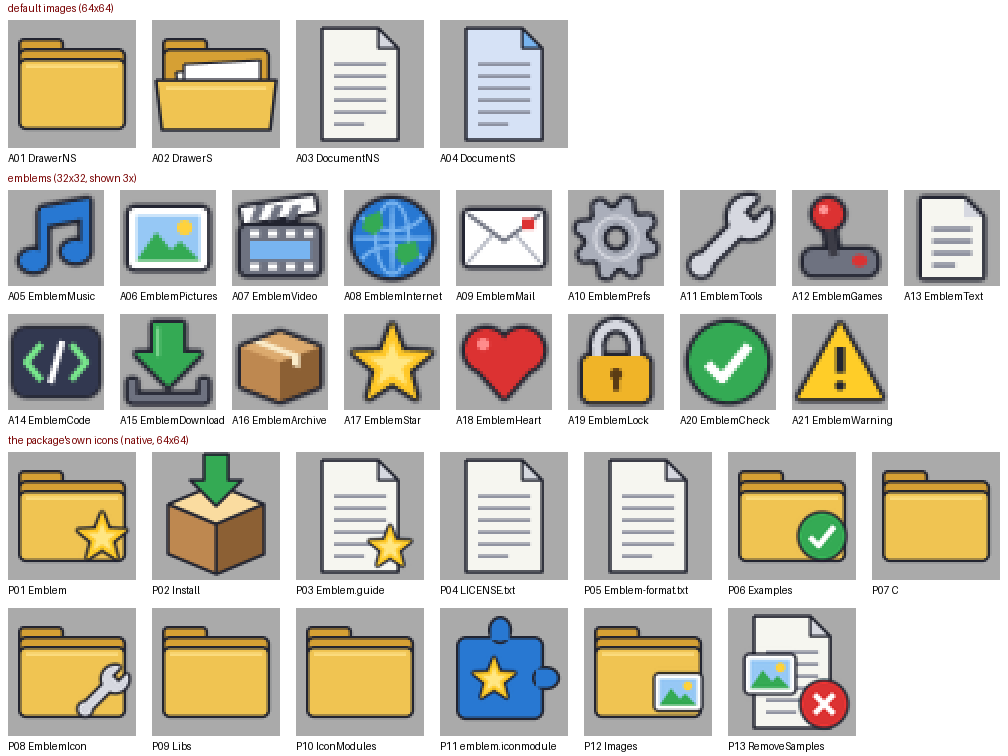 default images (64x64)
A01 DrawerNS A02 DrawerS A03 DocumentNS A04 DocumentS
emblems (32x32, shown 3x)
A05 EmblemMusic A06 EmblemPictures A07 EmblemVideo A08 EmblemInternet A09 EmblemMail A10 EmblemPrefs A11 EmblemTools A12 EmblemGames A13 EmblemText
A14 EmblemCode A15 EmblemDownload A16 EmblemArchive A17 EmblemStar A18 EmblemHeart A19 EmblemLock A20 EmblemCheck A21 EmblemWarning
the package's own icons (native, 64x64)
P01 Emblem P02 Install P03 Emblem.guide P04 LICENSE.txt P05 Emblem-format.txt P06 Examples P07 C
P08 EmblemIcon P09 Libs P10 IconModules P11 emblem.iconmodule P12 Images P13 RemoveSamples